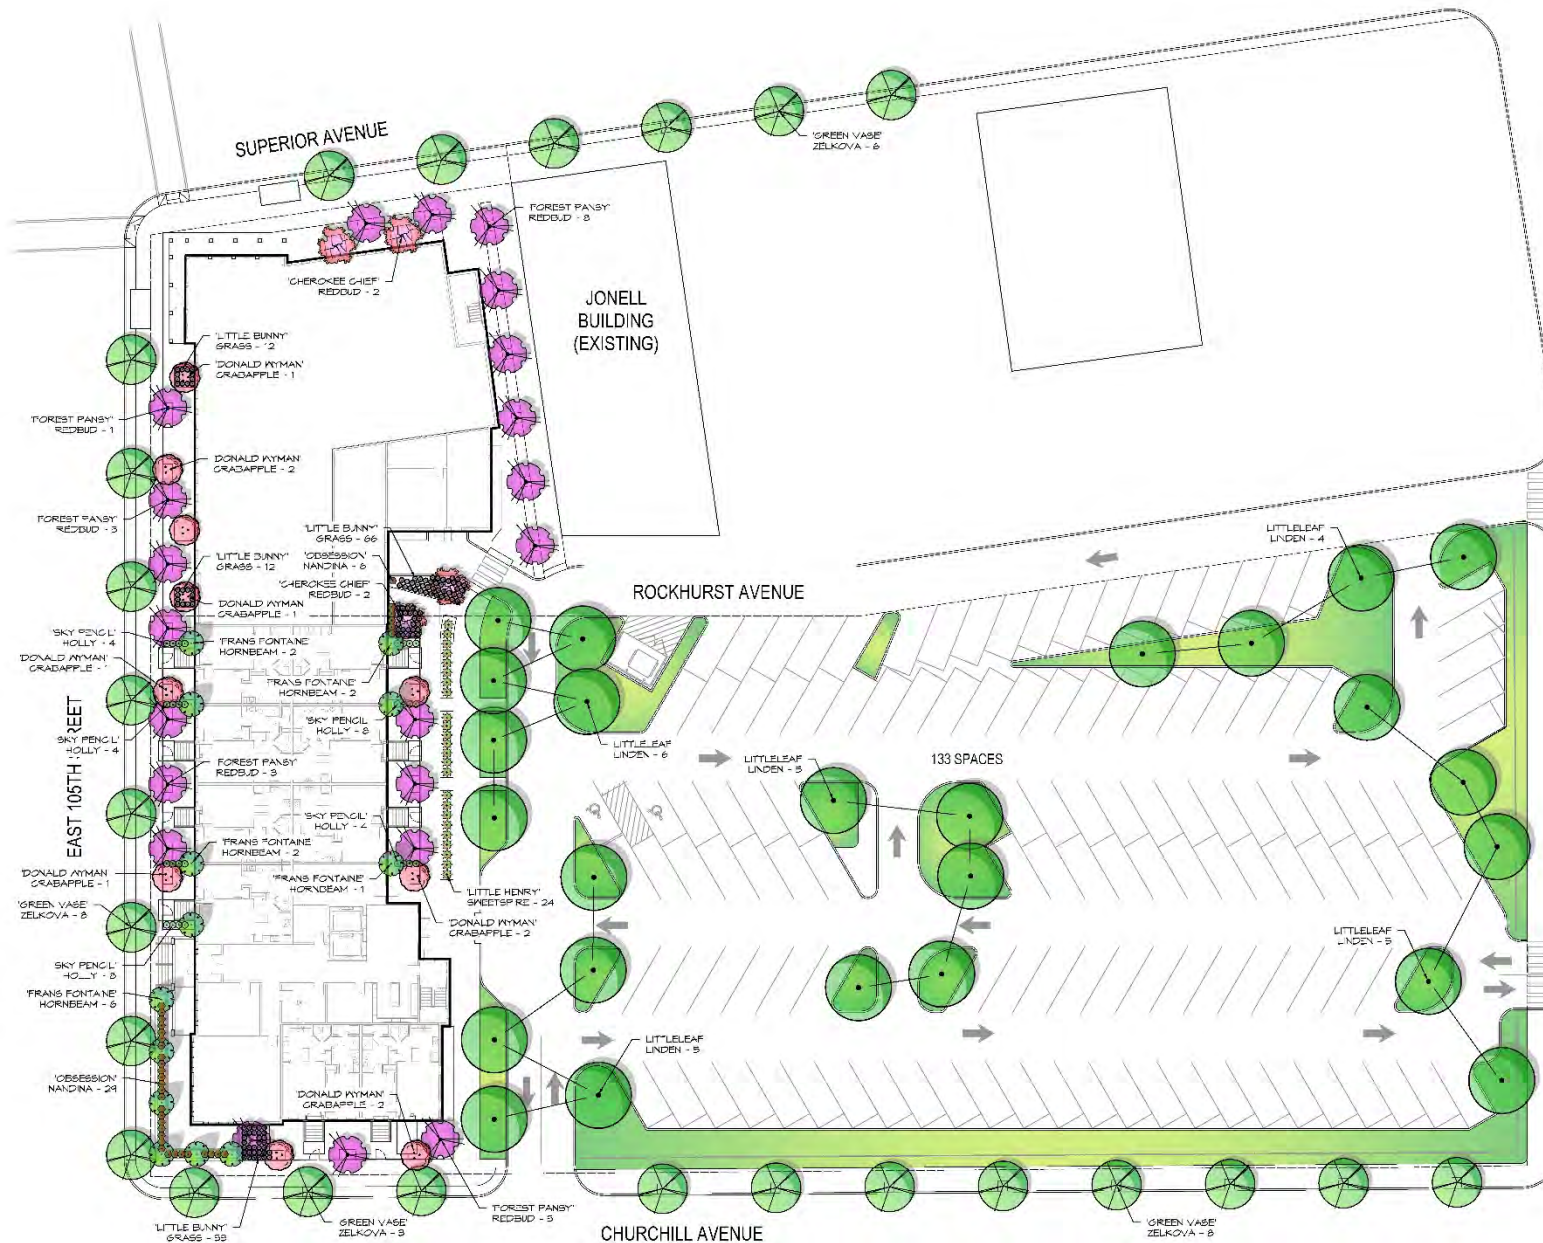 SUPERIOR AVENUE
'GREEN VASE'
ZELKOVA - 6
'FOREST PANSY'
REDBUD - 8
'CHEROKEE CHIEF'
REDBUD - 2
JONELL
BUILDING
(EXISTING)
'LITTLE BUNNY'
GRASS - 12
'DONALD WYMAN'
CRABAPPLE - 1
'FOREST PANSY'
REDBUD - 1
'DONALD WYMAN'
CRABAPPLE - 2
'FOREST PANSY'
REDBUD - 3
'LITTLE BUNNY'
GRASS - 66
'OBSESSION'
NANDINA - 6
'LITTLE BUNNY'
GRASS - 12
'CHEROKEE CHIEF'
REDBUD - 2
'DONALD WYMAN'
CRABAPPLE - 1
ROCKHURST AVENUE
LITTLELEAF
LINDEN - 4
'SKY PENCIL'
HOLLY - 4
'FRANS FONTAINE'
HORNBEAM - 2
'DONALD WYMAN'
CRABAPPLE -
'FRANS FONTAINE'
HORNBEAM - 2
EAST 105TH STREET
'SKY PENCIL'
HOLLY - 8
'SKY PENCIL'
HOLLY - 4
LITTLELEAF
LINDEN - 6
'FOREST PANSY'
REDBUD - 3
LITTLELEAF
LINDEN - 5
133 SPACES
'SKY PENCIL'
HOLLY - 4
'FRANS FONTAINE'
HORNBEAM - 2
'DONALD WYMAN'
CRABAPPLE - 1
'FRANS FONTAINE'
HORNBEAM - 1
'LITTLE HENRY'
SWEETSPIRE - 24
'GREEN VASE'
ZELKOVA - 8
'DONALD WYMAN'
CRABAPPLE - 2
LITTLELEAF
LINDEN - 5
'SKY PENCIL'
HOLLY - 8
'FRANS FONTAINE'
HORNBEAM - 6
LITTLELEAF
LINDEN - 5
'OBSESSION'
NANDINA - 29
'DONALD WYMAN'
CRABAPPLE - 2
'LITTLE BUNNY'
GRASS - 59
'GREEN VASE'
ZELKOVA - 3
'FOREST PANSY'
REDBUD - 3
CHURCHILL AVENUE
'GREEN VASE'
ZELKOVA - 8